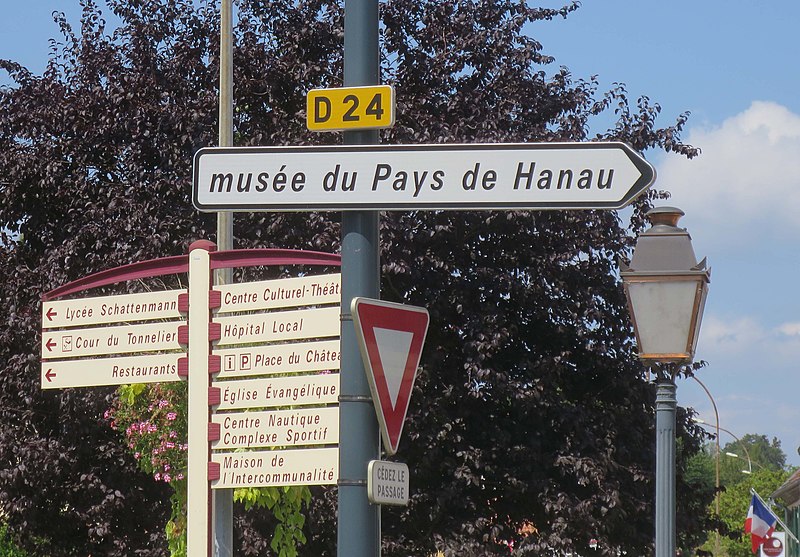 D 24
musée du Pays de Hanau
Lycée Schattenmann
Cour du Tonnelier
Restaurants
Centre Culturel-Théât
Hôpital Local
i P Place du Châte
Église Évangélique
Centre Nautique
Complexe Sportif
Maison de
l'Intercommunalité
CÉDEZ LE
PASSAGE